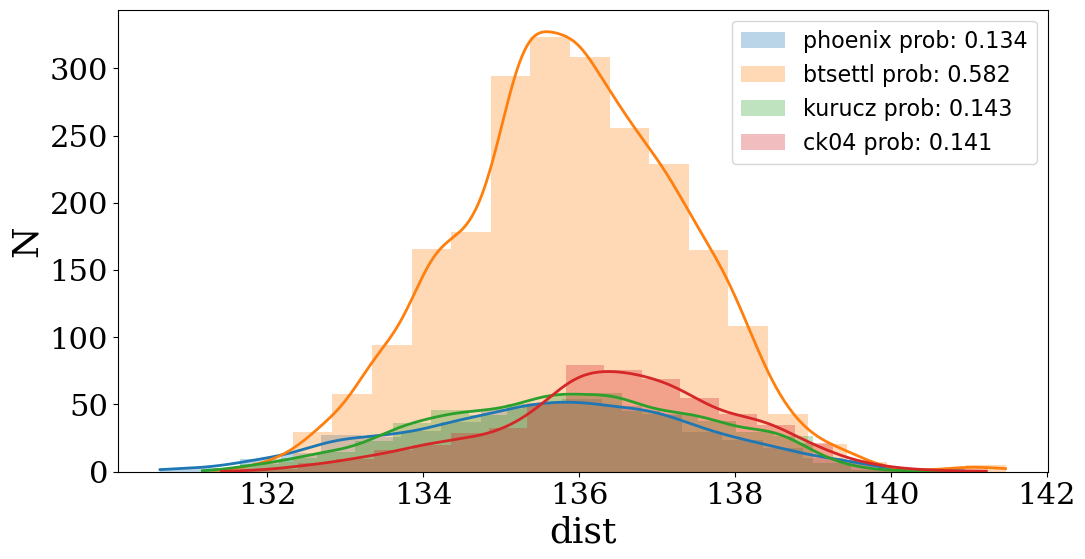 phoenix prob: 0.134
btsettl prob: 0.582
kurucz prob: 0.143
ck04 prob: 0.141
300
250
200
150
100
50
0
N
132 134 136 138 140 142
dist